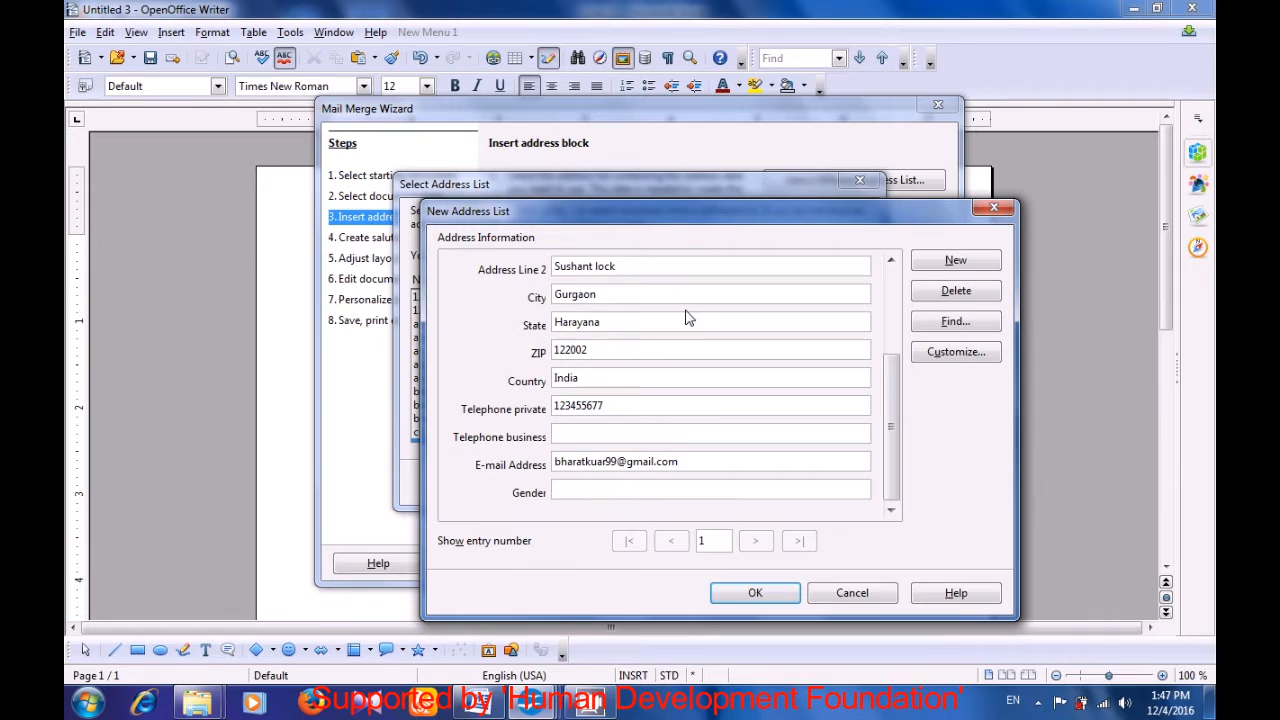 Untitled 3 - OpenOffice Writer
File Edit View Insert Format Table Tools Window Help New Menu 1
Find
Default Times New Roman 12
Mail Merge Wizard
Steps
Insert address block
1. Select starti
2. Select docu
3. Insert addre
4. Create salut
5. Adjust layo
6. Edit docum
7. Personalize
8. Save, print
ss List...
Select Address List
New Address List
Address Information
Address Line 2 Sushant lock
City Gurgaon
State Harayana
ZIP 122002
Country India
Telephone private 123455677
Telephone business
E-mail Address bharatkuar99@gmail.com
Gender
New
Delete
Find...
Customize...
Show entry number |< < 1 > >|
Help
OK Cancel Help
Page 1 / 1 Default English (USA) INSRT STD * 100 %
Supported by 'Human Development Foundation'
EN
1:47 PM
12/4/2016